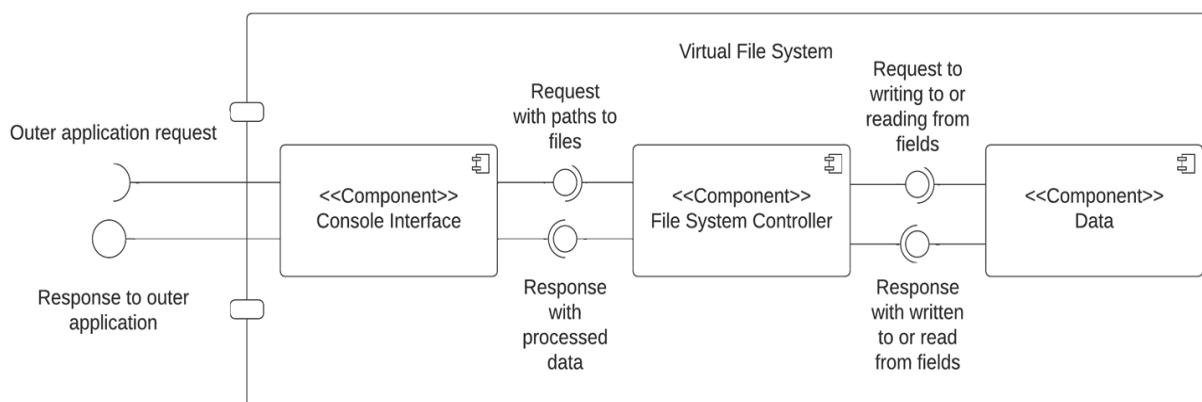 Virtual File System
Outer application request
Response to outer
application
<<Component>>
Console Interface
Request
with paths to
files
Response
with
processed
data
<<Component>>
File System Controller
Request to
writing to or
reading from
fields
Response
with written
to or read
from fields
<<Component>>
Data